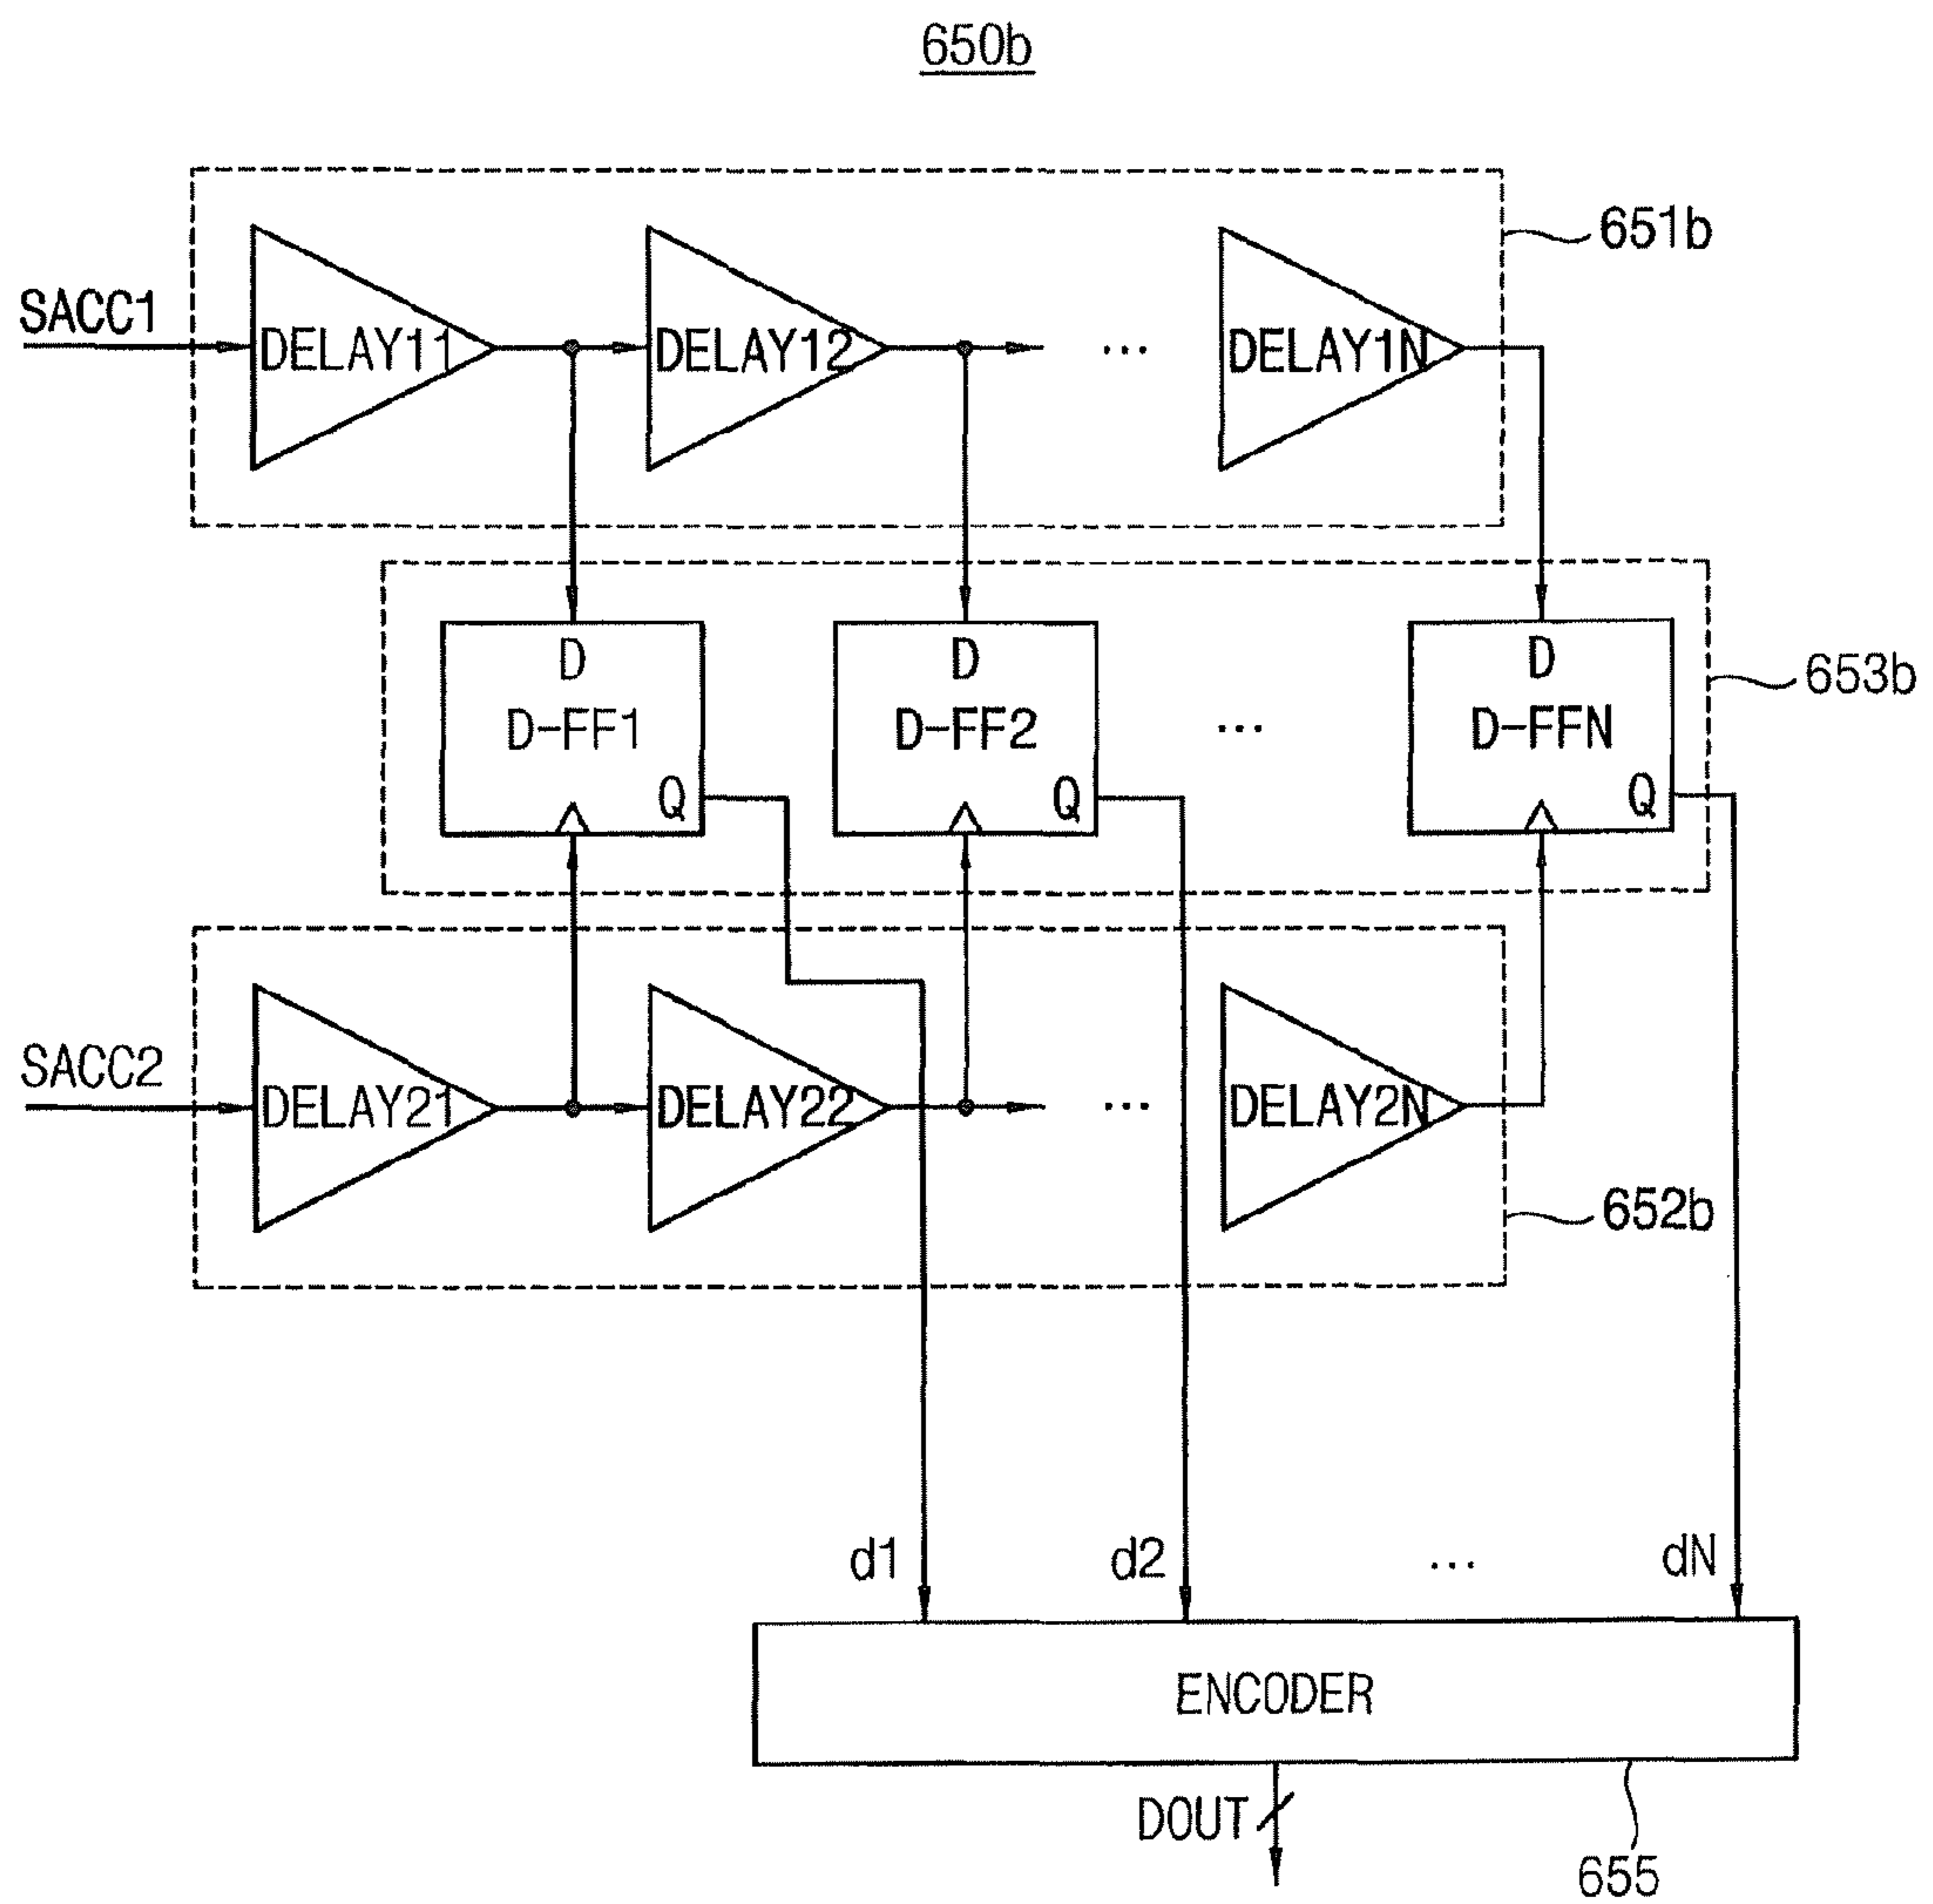 650b
651b
SACC1
DELAY11
DELAY12
...
DELAY1N
D
D-FF1
Q
D
D-FF2
Q
...
D
D-FFN
Q
653b
SACC2
DELAY21
DELAY22
...
DELAY2N
652b
d1
d2
...
dN
ENCODER
DOUT
655